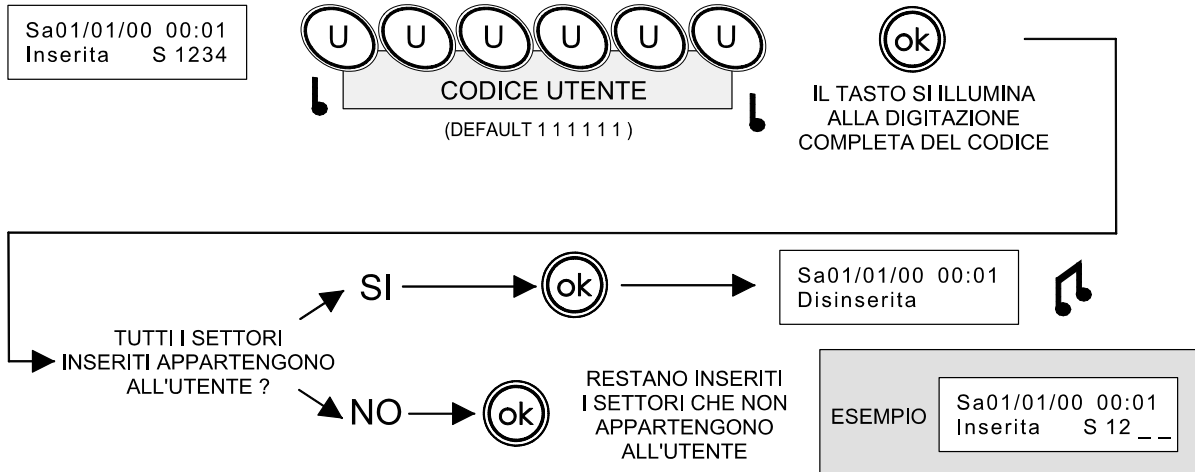 Sa01/01/00 00:01
Inserita S 1234
U U U U U U
CODICE UTENTE
(DEFAULT 1 1 1 1 1 1 )
ok
IL TASTO SI ILLUMINA
ALLA DIGITAZIONE
COMPLETA DEL CODICE
TUTTI I SETTORI
INSERITI APPARTENGONO
ALL'UTENTE ?
SI
ok
Sa01/01/00 00:01
Disinserita
NO
ok
RESTANO INSERITI
I SETTORI CHE NON
APPARTENGONO
ALL'UTENTE
ESEMPIO
Sa01/01/00 00:01
Inserita S 12 _ _